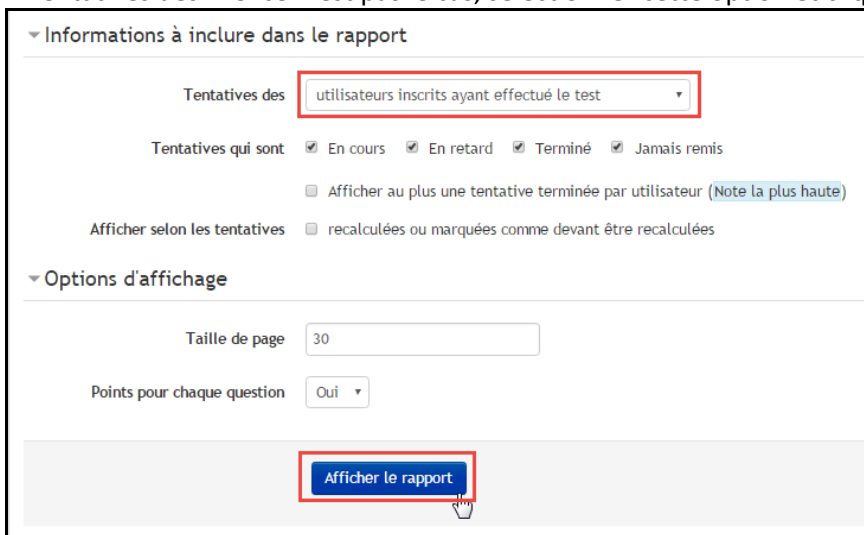 Informations à inclure dans le rapport
Tentatives des utilisateurs inscrits ayant effectué le test
Tentatives qui sont En cours En retard Terminé Jamais remis
Afficher au plus une tentative terminée par utilisateur (Note la plus haute)
Afficher selon les tentatives recalculées ou marquées comme devant être recalculées
Options d'affichage
Taille de page 30
Points pour chaque question Oui
Afficher le rapport